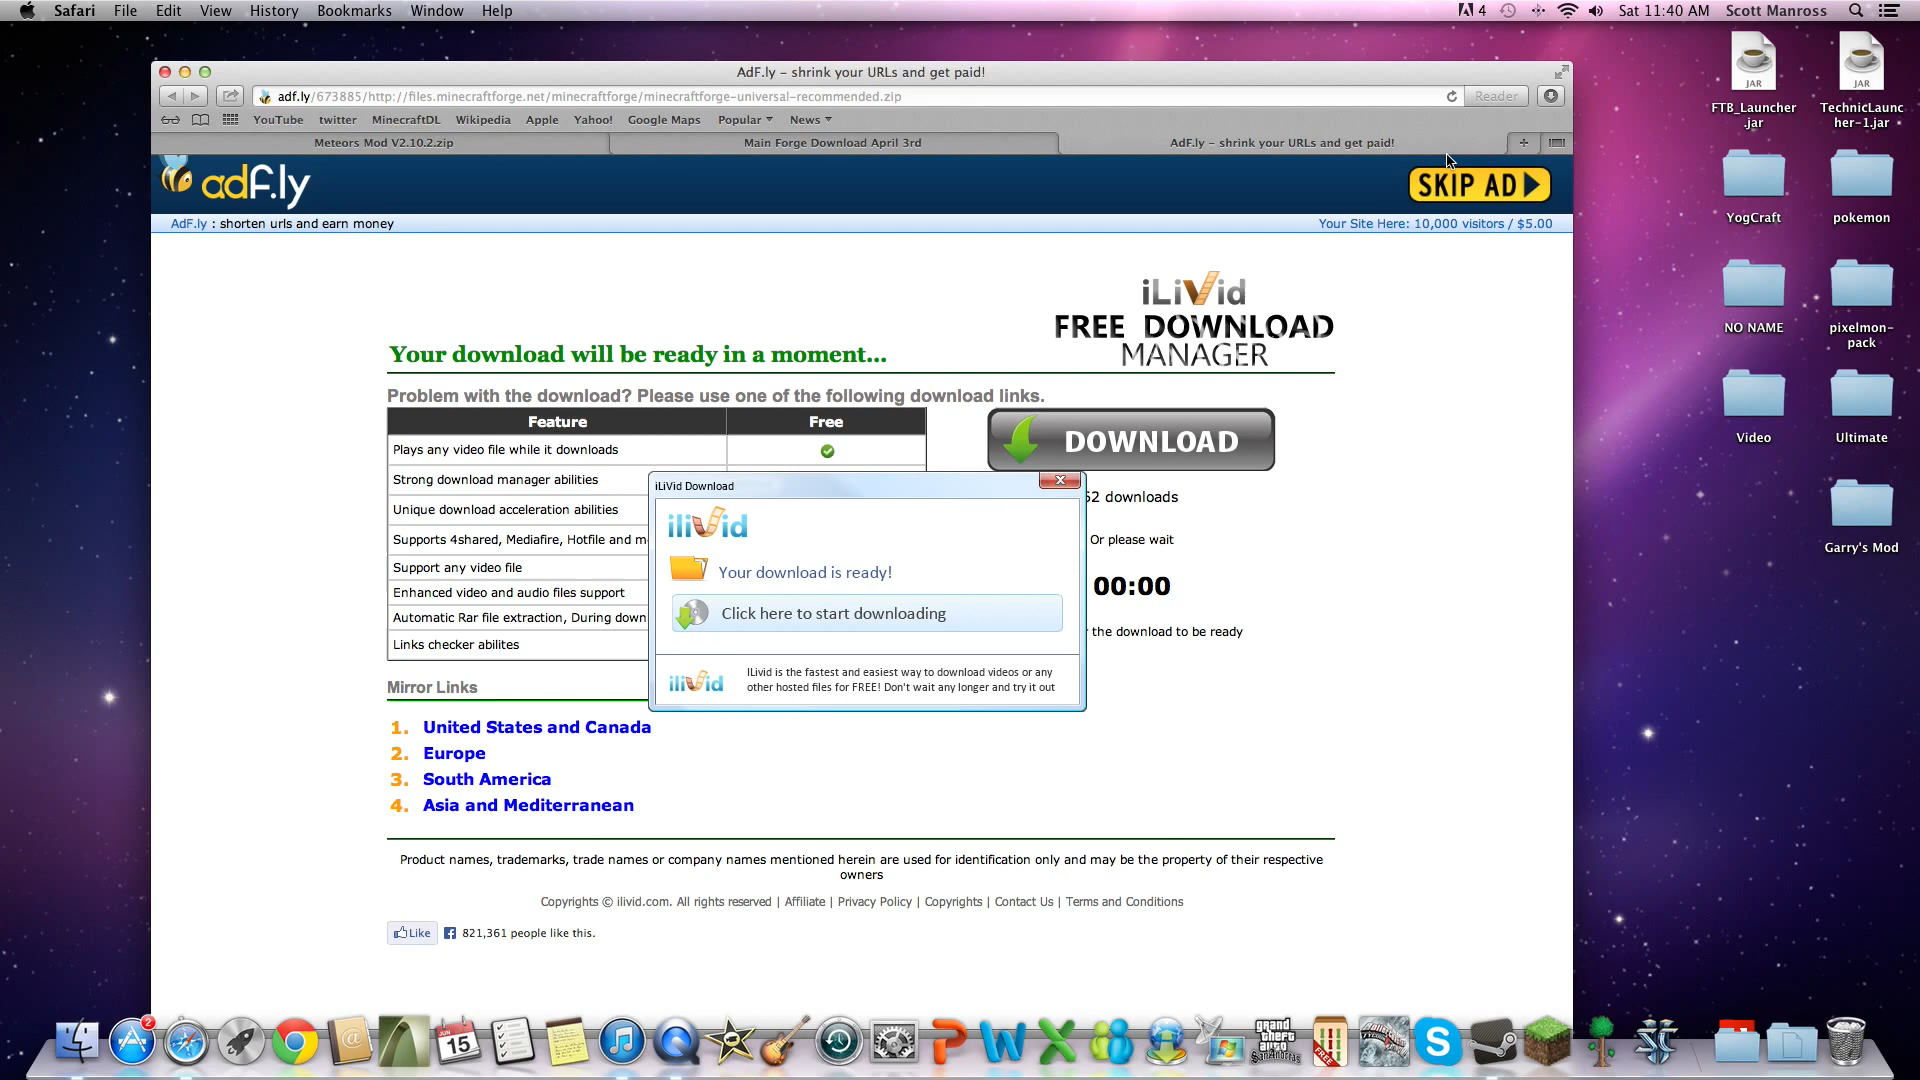 Safari File Edit View History Bookmarks Window Help
4 Sat 11:40 AM Scott Manross
AdF.ly – shrink your URLs and get paid!
adf.ly/673885/http://files.minecraftforge.net/minecraftforge/minecraftforge-universal-recommended.zip
Reader
YouTube twitter MinecraftDL Wikipedia Apple Yahoo! Google Maps Popular News
Meteors Mod V2.10.2.zip
Main Forge Download April 3rd
AdF.ly – shrink your URLs and get paid!
adf.ly
SKIP AD
AdF.ly : shorten urls and earn money
Your Site Here: 10,000 visitors / $5.00
iLiVid
FREE DOWNLOAD
MANAGER
Your download will be ready in a moment...
Problem with the download? Please use one of the following download links.
Feature Free
Plays any video file while it downloads
Strong download manager abilities
Unique download acceleration abilities
Supports 4shared, Mediafire, Hotfile and m
Support any video file
Enhanced video and audio files support
Automatic Rar file extraction, During down
Links checker abilites
DOWNLOAD
52 downloads
Or please wait
00:00
the download to be ready
iLiVid Download
ilivid
Your download is ready!
Click here to start downloading
ilivid
ILivid is the fastest and easiest way to download videos or any
other hosted files for FREE! Don't wait any longer and try it out
Mirror Links
1. United States and Canada
2. Europe
3. South America
4. Asia and Mediterranean
Product names, trademarks, trade names or company names mentioned herein are used for identification only and may be the property of their respective
owners
Copyrights © ilivid.com. All rights reserved | Affiliate | Privacy Policy | Copyrights | Contact Us | Terms and Conditions
Like
821,361 people like this.
JAR
JAR
FTB_Launcher
.jar
TechnicLaunc
her-1.jar
YogCraft
pokemon
NO NAME
pixelmon-
pack
Video
Ultimate
Garry's Mod
2
JUN
15
grand
theft
auto
SanAndreas
FREE